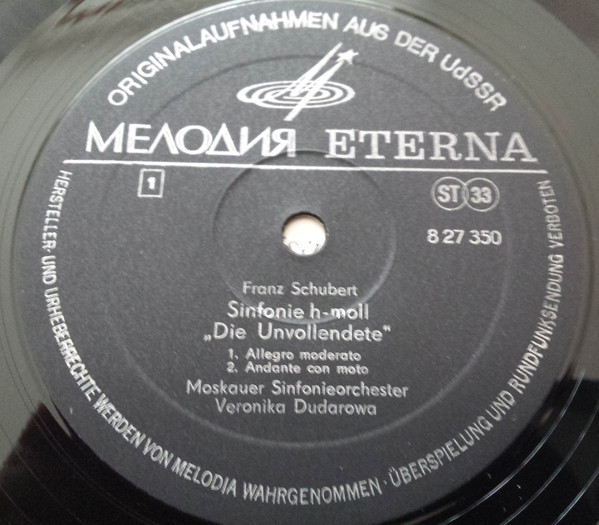 ORIGINALAUFNAHMEN AUS DER UdSSR
МЕЛОДИЯ ETERNA
1
ST 33
8 27 350
Franz Schubert
Sinfonie h-moll
„Die Unvollendete“
1. Allegro moderato
2. Andante con moto
Moskauer Sinfonieorchester
Veronika Dudarowa
HERSTELLER- UND URHEBERRECHTE WERDEN VON MELODIA WAHRGENOMMEN · ÜBERSPIELUNG UND RUNDFUNKSENDUNG VERBOTEN